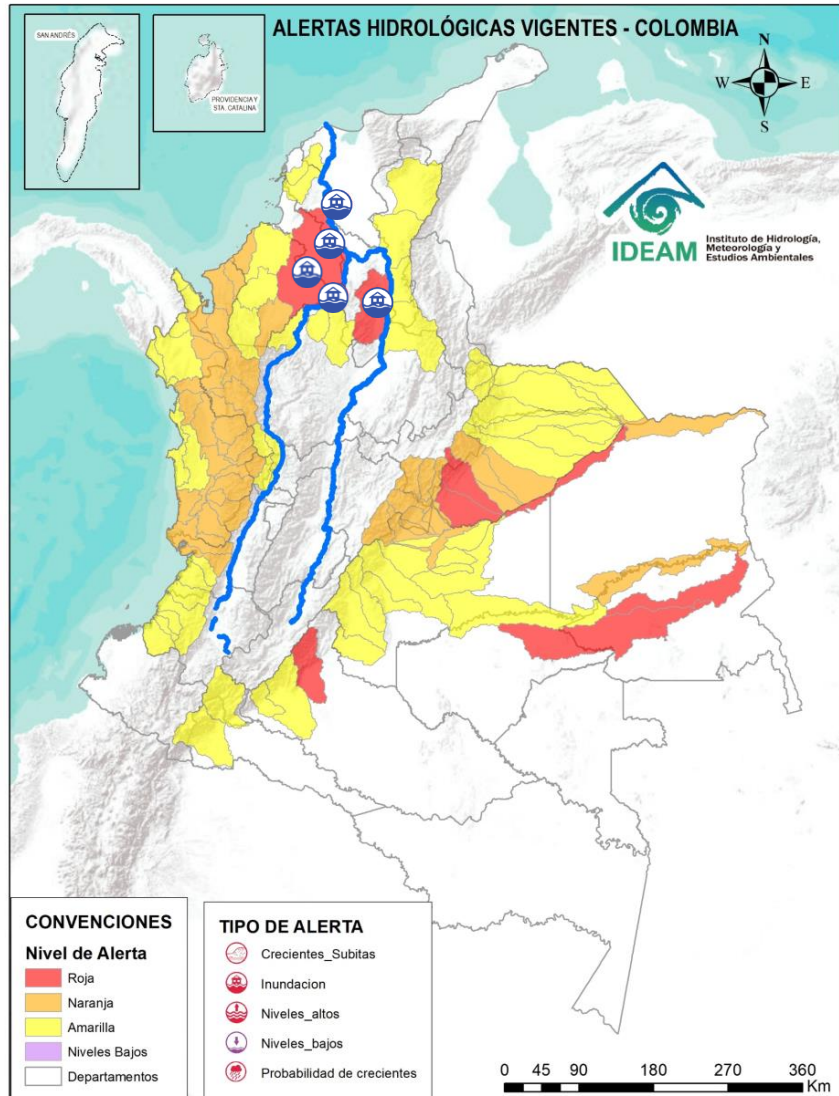 ALERTAS HIDROLÓGICAS VIGENTES - COLOMBIA
SAN ANDRÉS
PROVIDENCIA Y
STA. CATALINA
N
W
E
S
IDEAM
Instituto de Hidrología,
Meteorología y
Estudios Ambientales
CONVENCIONES
Nivel de Alerta
Roja
Naranja
Amarilla
Niveles Bajos
Departamentos
TIPO DE ALERTA
Crecientes_Subitas
Inundacion
Niveles_altos
Niveles_bajos
Probabilidad de crecientes
0 45 90 180 270 360
Km